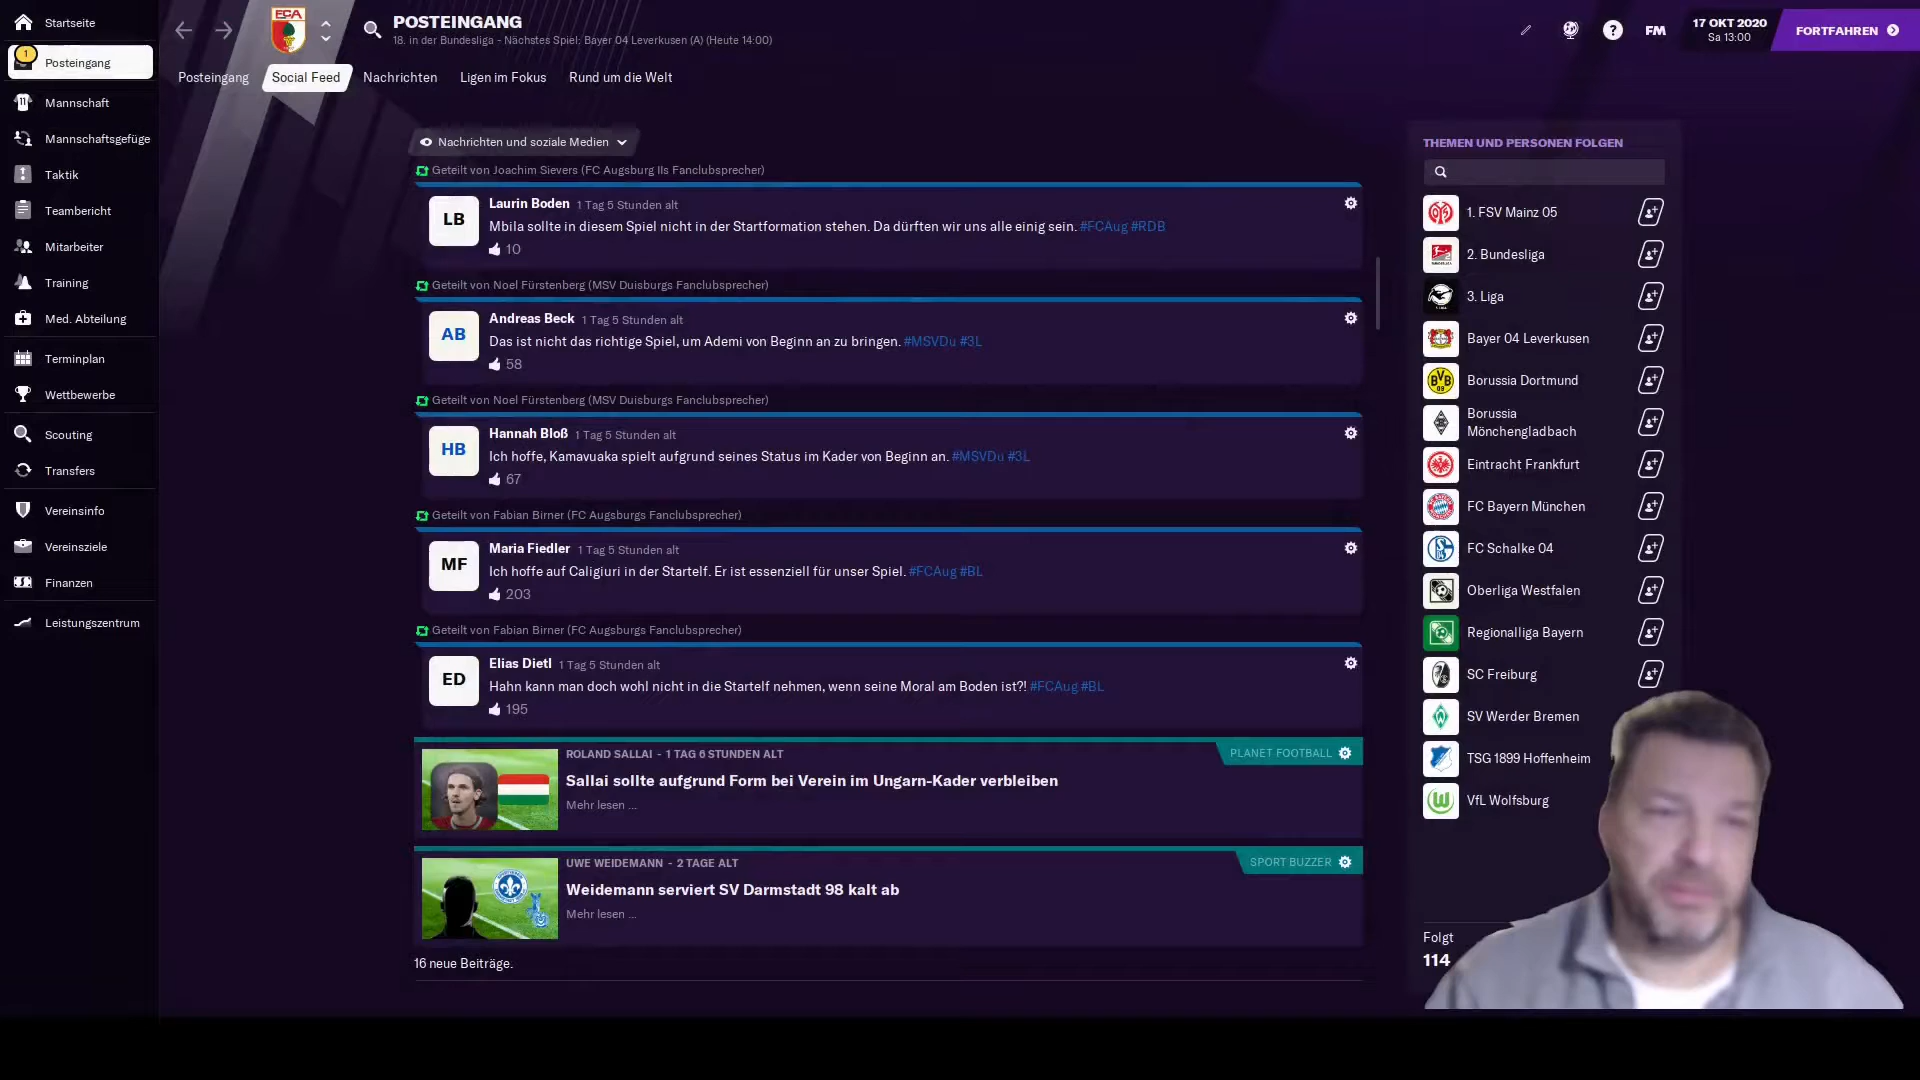 Startseite
1
Posteingang
Mannschaft
Mannschaftsgefüge
Taktik
Teambericht
Mitarbeiter
Training
Med. Abteilung
Terminplan
Wettbewerbe
Scouting
Transfers
Vereinsinfo
Vereinsziele
Finanzen
Leistungszentrum
FCA
POSTEINGANG
18. in der Bundesliga - Nächstes Spiel: Bayer 04 Leverkusen (A) (Heute 14:00)
FM
17 OKT 2020
Sa 13:00
FORTFAHREN
Posteingang Social Feed Nachrichten Ligen im Fokus Rund um die Welt
Nachrichten und soziale Medien
Geteilt von Joachim Sievers (FC Augsburg IIs Fanclubsprecher)
LB
Laurin Boden 1 Tag 5 Stunden alt
Mbila sollte in diesem Spiel nicht in der Startformation stehen. Da dürften wir uns alle einig sein. #FCAug #RDB
10
Geteilt von Noel Fürstenberg (MSV Duisburgs Fanclubsprecher)
AB
Andreas Beck 1 Tag 5 Stunden alt
Das ist nicht das richtige Spiel, um Ademi von Beginn an zu bringen. #MSVDu #3L
58
Geteilt von Noel Fürstenberg (MSV Duisburgs Fanclubsprecher)
HB
Hannah Bloß 1 Tag 5 Stunden alt
Ich hoffe, Kamavuaka spielt aufgrund seines Status im Kader von Beginn an. #MSVDu #3L
67
Geteilt von Fabian Birner (FC Augsburgs Fanclubsprecher)
MF
Maria Fiedler 1 Tag 5 Stunden alt
Ich hoffe auf Caligiuri in der Startelf. Er ist essenziell für unser Spiel. #FCAug #BL
203
Geteilt von Fabian Birner (FC Augsburgs Fanclubsprecher)
ED
Elias Dietl 1 Tag 5 Stunden alt
Hahn kann man doch wohl nicht in die Startelf nehmen, wenn seine Moral am Boden ist?! #FCAug #BL
195
ROLAND SALLAI - 1 TAG 6 STUNDEN ALT
PLANET FOOTBALL
Sallai sollte aufgrund Form bei Verein im Ungarn-Kader verbleiben
Mehr lesen ...
UWE WEIDEMANN - 2 TAGE ALT
SPORT BUZZER
Weidemann serviert SV Darmstadt 98 kalt ab
Mehr lesen ...
16 neue Beiträge.
THEMEN UND PERSONEN FOLGEN
1. FSV Mainz 05
2. Bundesliga
3. Liga
Bayer 04 Leverkusen
Borussia Dortmund
Borussia
Mönchengladbach
Eintracht Frankfurt
FC Bayern München
FC Schalke 04
Oberliga Westfalen
Regionalliga Bayern
SC Freiburg
SV Werder Bremen
TSG 1899 Hoffenheim
VfL Wolfsburg
Folgt
114